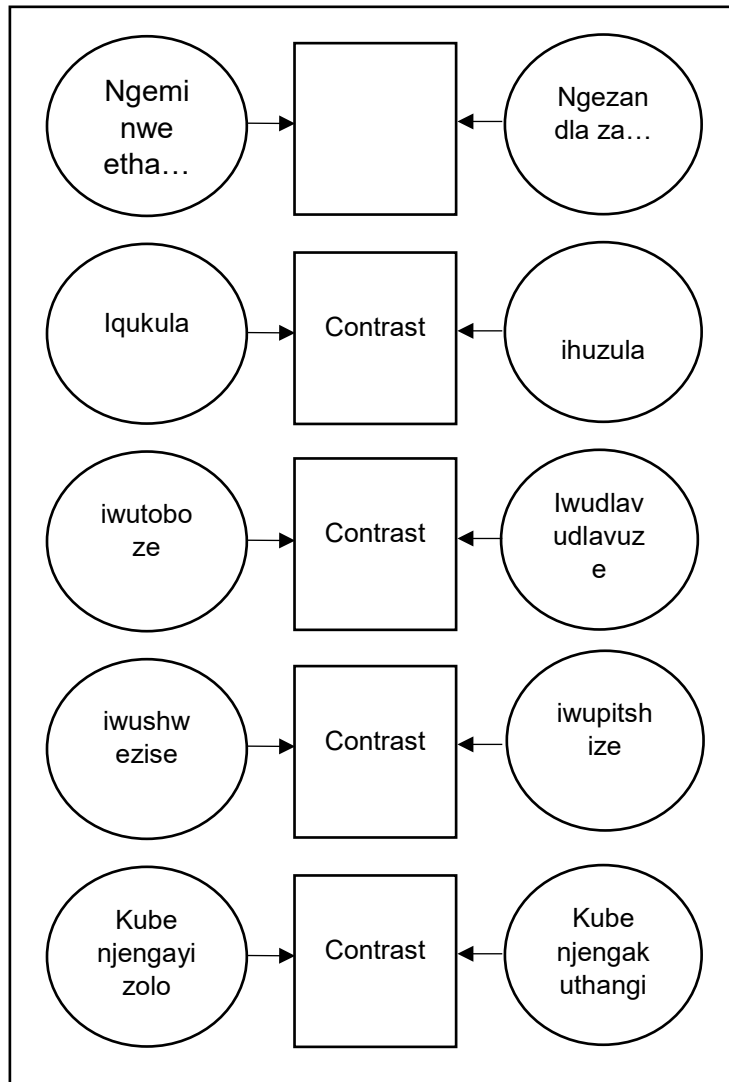 Ngemi
nwe
etha…
Ngezan
dla za…
Iqukula
Contrast
ihuzula
iwutobo
ze
Contrast
Iwudlav
udlavuz
e
iwushw
ezise
Contrast
iwupitsh
ize
Kube
njengayi
zolo
Contrast
Kube
njengak
uthangi